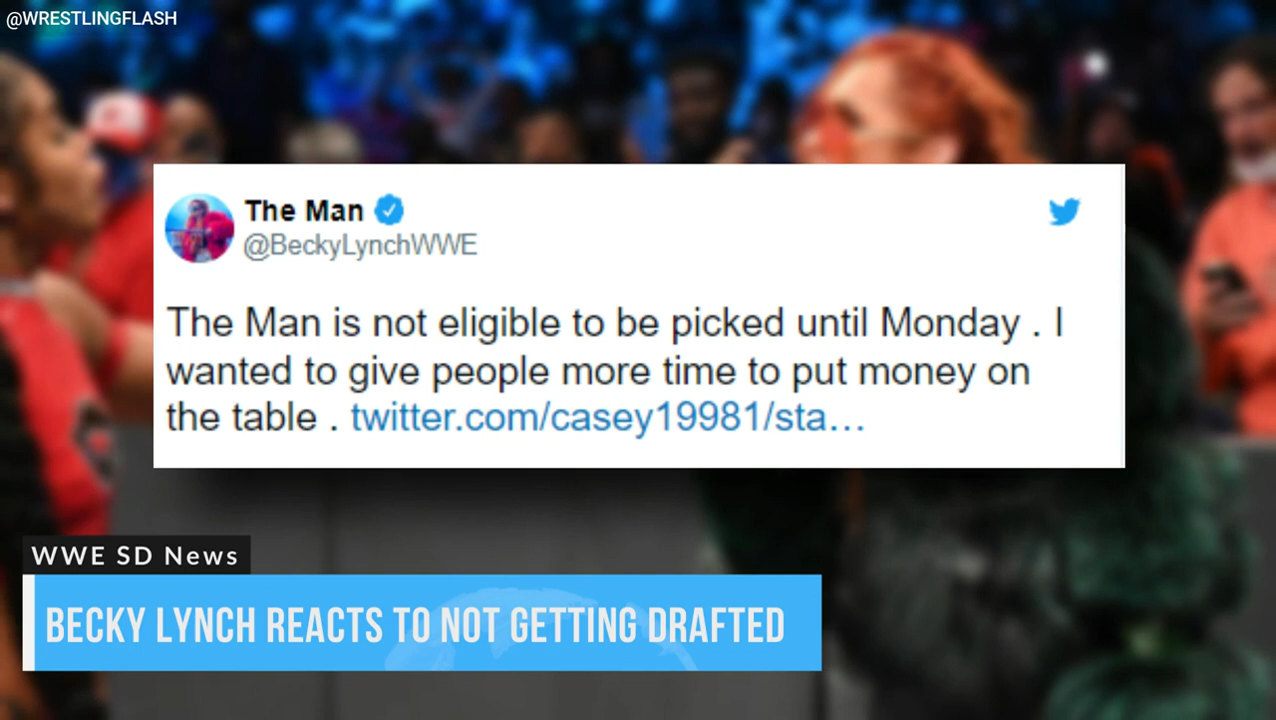 @WRESTLINGFLASH
The Man
@BeckyLynchWWE
The Man is not eligible to be picked until Monday . I
wanted to give people more time to put money on
the table . twitter.com/casey19981/sta…
WWE SD News
BECKY LYNCH REACTS TO NOT GETTING DRAFTED